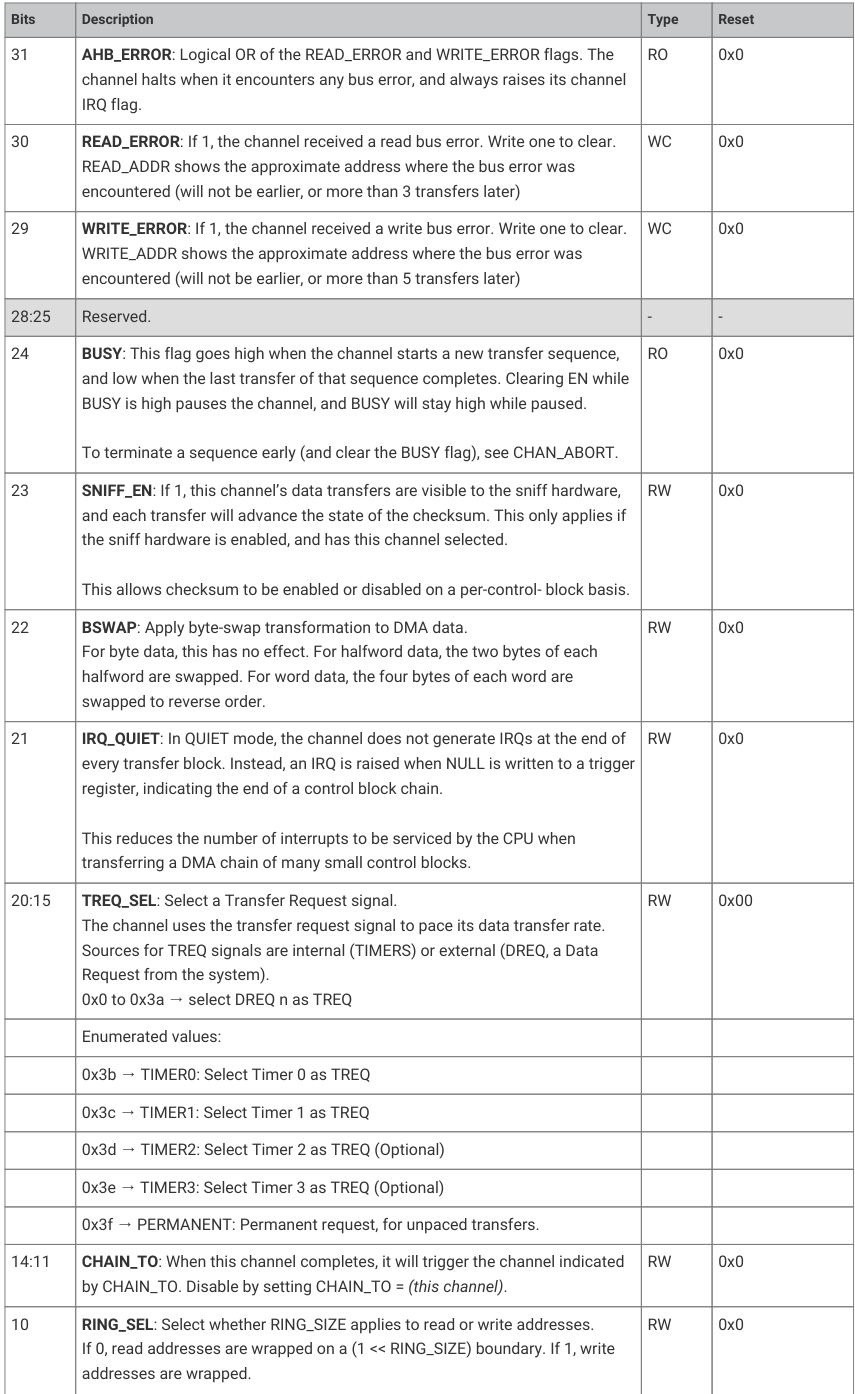 Bits Description Type Reset
31 AHB_ERROR: Logical OR of the READ_ERROR and WRITE_ERROR flags. The RO 0x0
channel halts when it encounters any bus error, and always raises its channel
IRQ flag.
30 READ_ERROR: If 1, the channel received a read bus error. Write one to clear. WC 0x0
READ_ADDR shows the approximate address where the bus error was
encountered (will not be earlier, or more than 3 transfers later)
29 WRITE_ERROR: If 1, the channel received a write bus error. Write one to clear. WC 0x0
WRITE_ADDR shows the approximate address where the bus error was
encountered (will not be earlier, or more than 5 transfers later)
28:25 Reserved. - -
24 BUSY: This flag goes high when the channel starts a new transfer sequence, RO 0x0
and low when the last transfer of that sequence completes. Clearing EN while
BUSY is high pauses the channel, and BUSY will stay high while paused.
To terminate a sequence early (and clear the BUSY flag), see CHAN_ABORT.
23 SNIFF_EN: If 1, this channel’s data transfers are visible to the sniff hardware, RW 0x0
and each transfer will advance the state of the checksum. This only applies if
the sniff hardware is enabled, and has this channel selected.
This allows checksum to be enabled or disabled on a per-control- block basis.
22 BSWAP: Apply byte-swap transformation to DMA data. RW 0x0
For byte data, this has no effect. For halfword data, the two bytes of each
halfword are swapped. For word data, the four bytes of each word are
swapped to reverse order.
21 IRQ_QUIET: In QUIET mode, the channel does not generate IRQs at the end of RW 0x0
every transfer block. Instead, an IRQ is raised when NULL is written to a trigger
register, indicating the end of a control block chain.
This reduces the number of interrupts to be serviced by the CPU when
transferring a DMA chain of many small control blocks.
20:15 TREQ_SEL: Select a Transfer Request signal. RW 0x00
The channel uses the transfer request signal to pace its data transfer rate.
Sources for TREQ signals are internal (TIMERS) or external (DREQ, a Data
Request from the system).
0x0 to 0x3a → select DREQ n as TREQ
Enumerated values:
0x3b → TIMER0: Select Timer 0 as TREQ
0x3c → TIMER1: Select Timer 1 as TREQ
0x3d → TIMER2: Select Timer 2 as TREQ (Optional)
0x3e → TIMER3: Select Timer 3 as TREQ (Optional)
0x3f → PERMANENT: Permanent request, for unpaced transfers.
14:11 CHAIN_TO: When this channel completes, it will trigger the channel indicated RW 0x0
by CHAIN_TO. Disable by setting CHAIN_TO = (this channel).
10 RING_SEL: Select whether RING_SIZE applies to read or write addresses. RW 0x0
If 0, read addresses are wrapped on a (1 << RING_SIZE) boundary. If 1, write
addresses are wrapped.